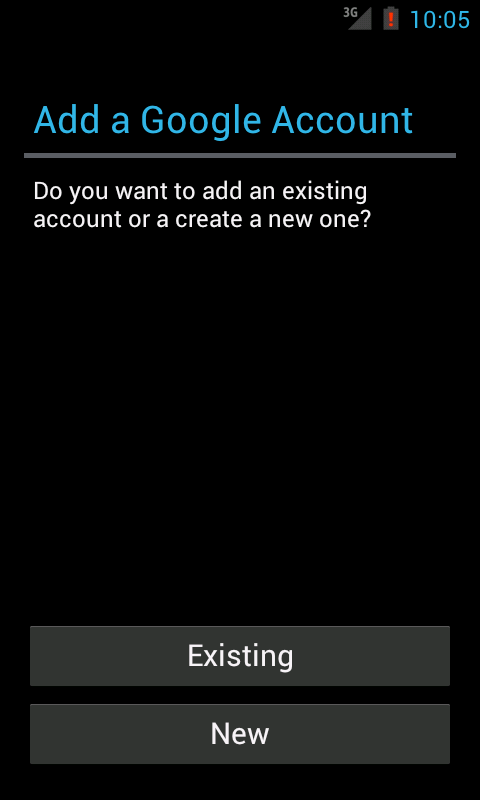 3G 10:05
Add a Google Account
Do you want to add an existing
account or a create a new one?
Existing
New